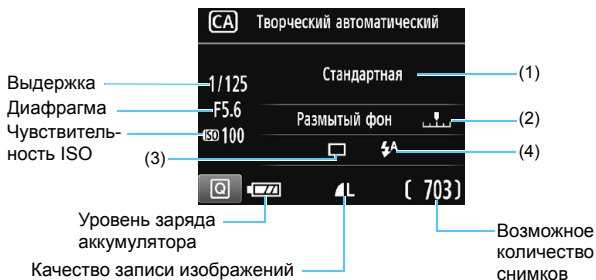 CA Творческий автоматический
Стандартная
(1)
Выдержка
1/125
Диафрагма
F5.6
Размытый фон
(2)
Чувствитель-
ность ISO
ISO 100
(3)
A
(4)
Q
L
( 703)
Уровень заряда
аккумулятора
Качество записи изображений
Возможное
количество
снимков